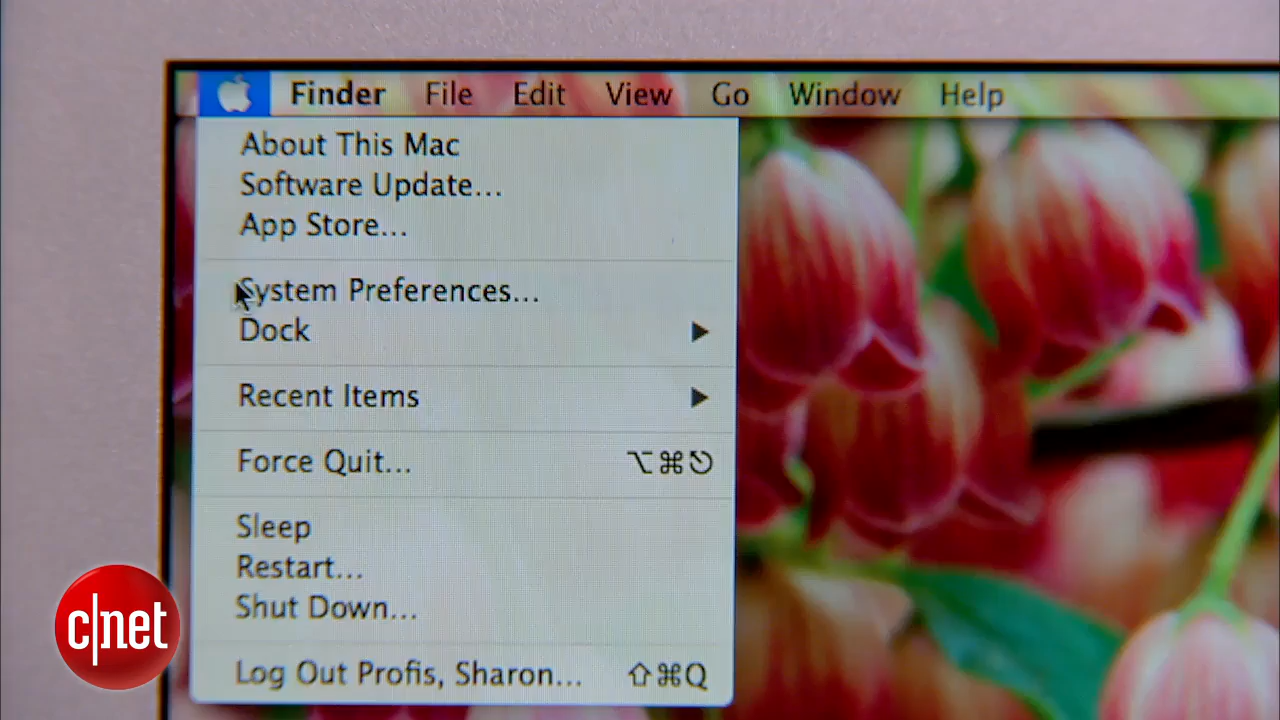 Finder File Edit View Go Window Help
About This Mac
Software Update...
App Store...
System Preferences...
Dock ▶
Recent Items ▶
Force Quit... ⌥⌘⎋
Sleep
Restart...
Shut Down...
Log Out Profis, Sharon... ⇧⌘Q
c|net